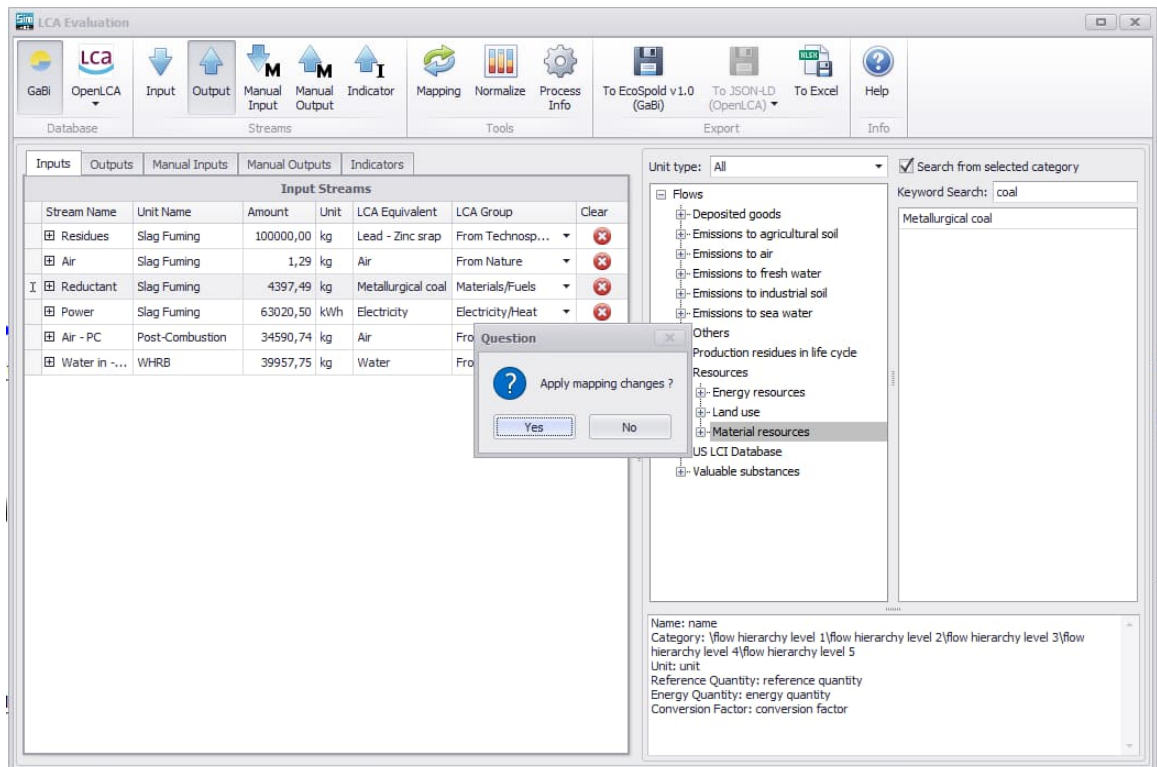 Sim LCA Evaluation
GaBi
LCa
OpenLCA
Input
Output
M
Manual Input
M
Manual Output
I
Indicator
Mapping
Normalize
Process Info
To EcoSpold v1.0 (GaBi)
To JSON-LD (OpenLCA)
XLSX
To Excel
?
Help
Database
Streams
Tools
Export
Info
Inputs Outputs Manual Inputs Manual Outputs Indicators
Input Streams
Stream Name Unit Name Amount Unit LCA Equivalent LCA Group Clear
Residues Slag Fuming 100000,00 kg Lead - Zinc srap From Technosp...
Air Slag Fuming 1,29 kg Air From Nature
I Reductant Slag Fuming 4397,49 kg Metallurgical coal Materials/Fuels
Power Slag Fuming 63020,50 kWh Electricity Electricity/Heat
Air - PC Post-Combustion 34590,74 kg Air Fro
Water in -... WHRB 39957,75 kg Water Fro
Question
? Apply mapping changes ?
Yes No
Unit type: All
Search from selected category
Keyword Search: coal
Metallurgical coal
Flows
Deposited goods
Emissions to agricultural soil
Emissions to air
Emissions to fresh water
Emissions to industrial soil
Emissions to sea water
Others
Production residues in life cycle
Resources
Energy resources
Land use
Material resources
US LCI Database
Valuable substances
Name: name
Category: \flow hierarchy level 1\flow hierarchy level 2\flow hierarchy level 3\flow
hierarchy level 4\flow hierarchy level 5
Unit: unit
Reference Quantity: reference quantity
Energy Quantity: energy quantity
Conversion Factor: conversion factor